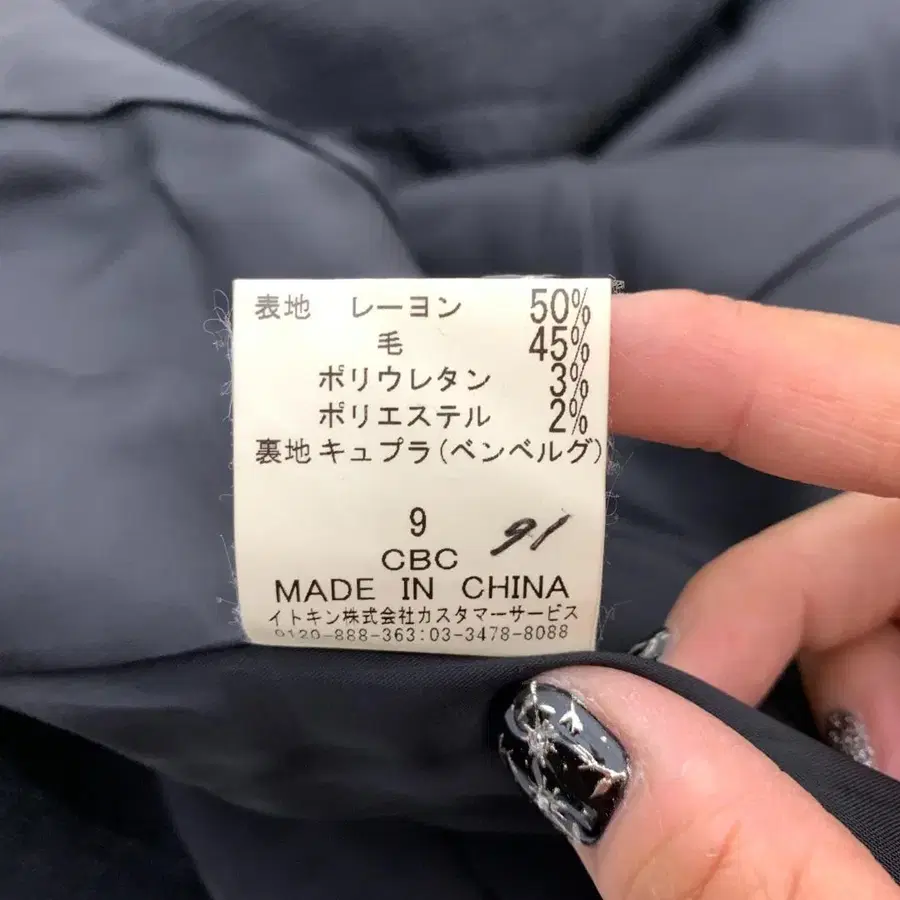 表地 レーヨン 50%
毛 45%
ポリウレタン 3%
ポリエステル 2%
裏地 キュプラ(ベンベルグ)
9 91
CBC
MADE IN CHINA
イトキン株式会社カスタマーサービス
0120-888-363:03-3478-8088